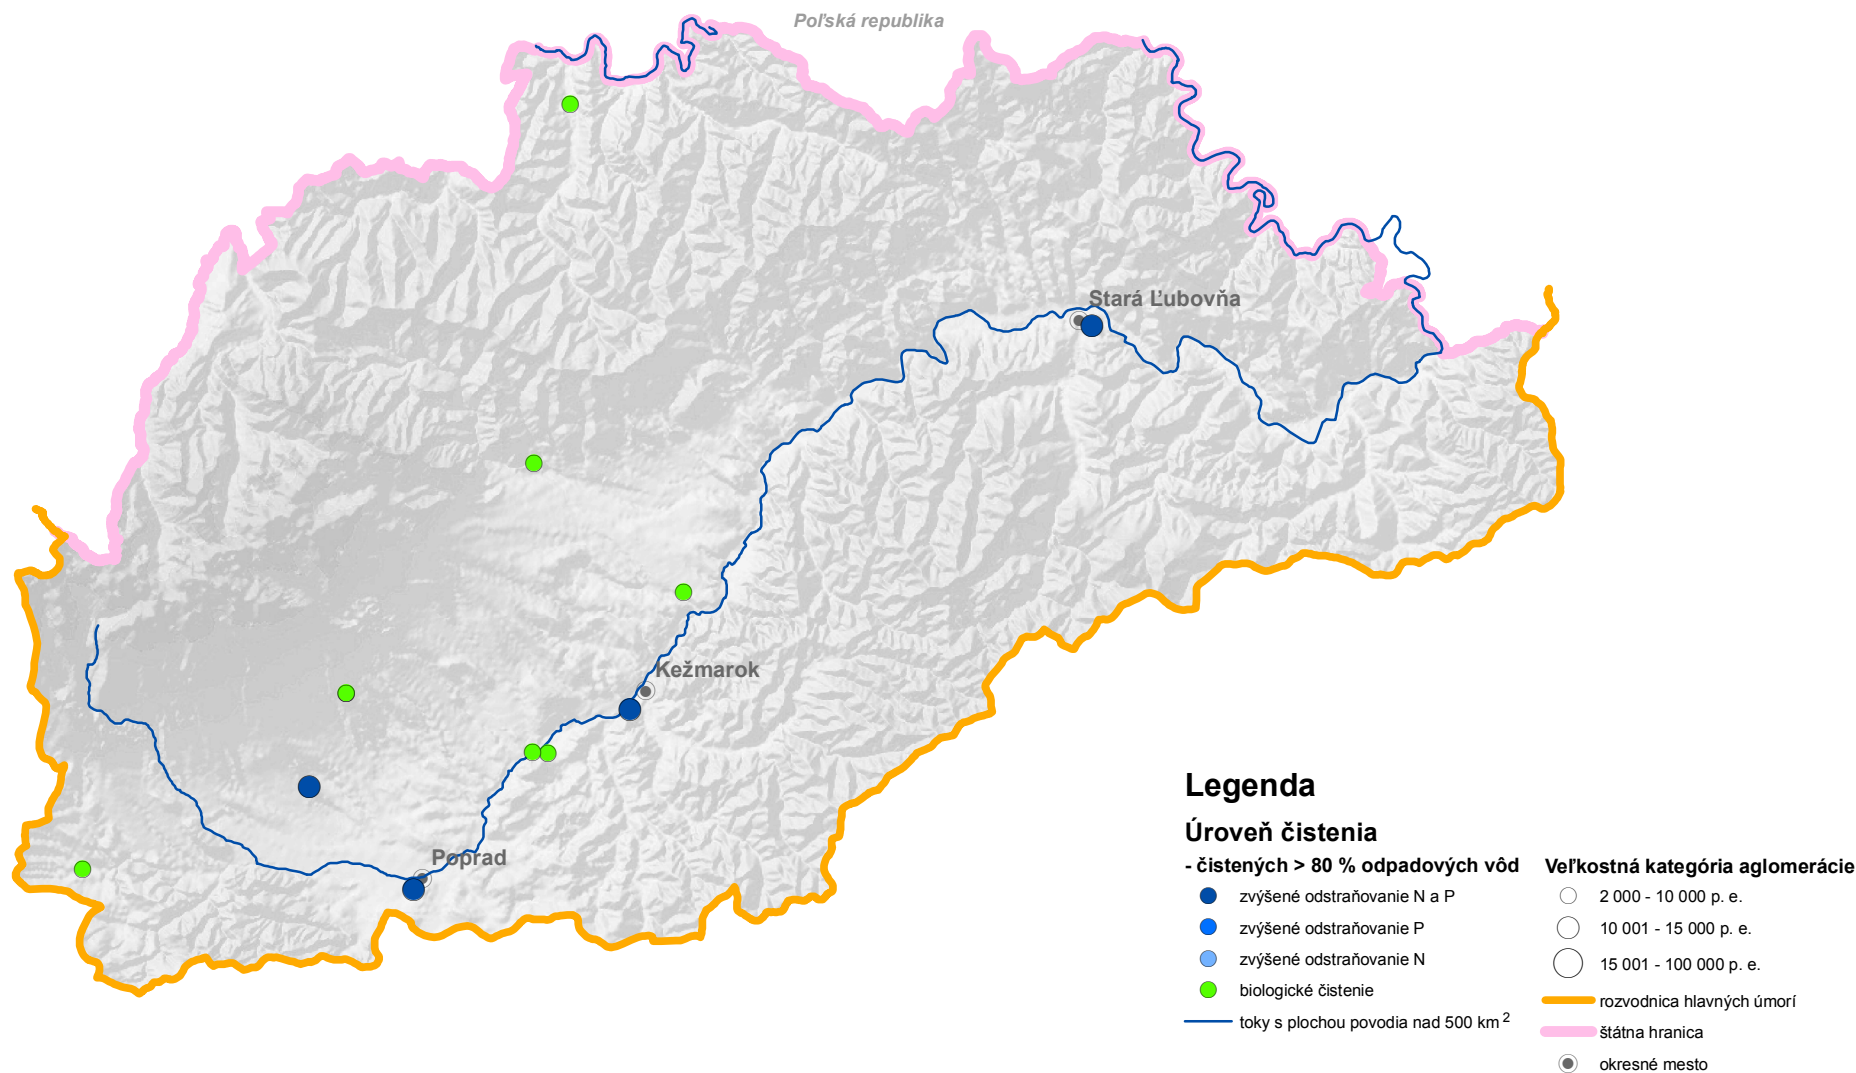 Poľská republika
Stará Ľubovňa
Kežmarok
Poprad
Legenda
Úroveň čistenia
- čistených > 80 % odpadových vôd
zvýšené odstraňovanie N a P
zvýšené odstraňovanie P
zvýšené odstraňovanie N
biologické čistenie
toky s plochou povodia nad 500 km²
Veľkostná kategória aglomerácie
2 000 - 10 000 p. e.
10 001 - 15 000 p. e.
15 001 - 100 000 p. e.
rozvodnica hlavných úmorí
štátna hranica
okresné mesto